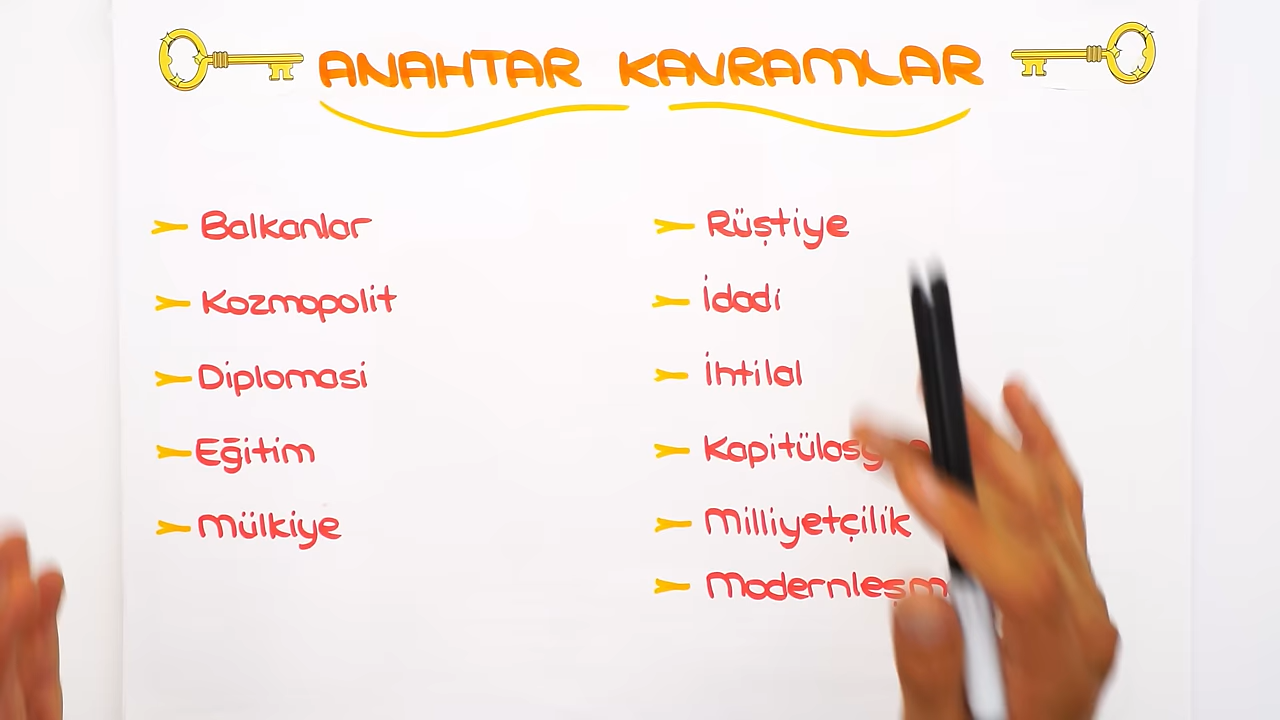 ANAHTAR KAVRAMLAR
Balkanlar
Kozmopolit
Diplomasi
Eğitim
Mülkiye
Rüştiye
İdadi
İhtilal
Milliyetçilik